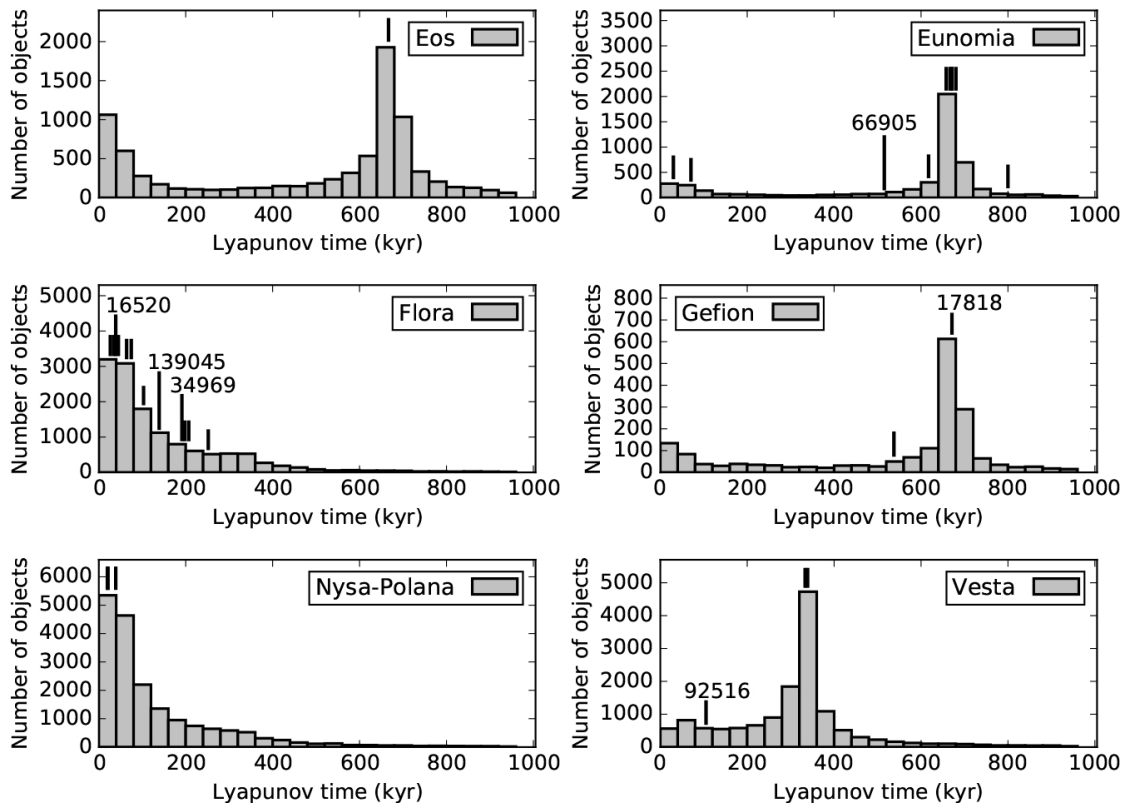 Number of objects
2000
1500
1000
500
0
Eos
0 200 400 600 800 1000
Lyapunov time (kyr)
Number of objects
3500
3000
2500
2000
1500
1000
500
0
Eunomia
66905
0 200 400 600 800 1000
Lyapunov time (kyr)
Number of objects
5000
4000
3000
2000
1000
0
Flora
16520
139045
34969
0 200 400 600 800 1000
Lyapunov time (kyr)
Number of objects
800
700
600
500
400
300
200
100
0
Gefion
17818
0 200 400 600 800 1000
Lyapunov time (kyr)
Number of objects
6000
5000
4000
3000
2000
1000
0
Nysa-Polana
0 200 400 600 800 1000
Lyapunov time (kyr)
Number of objects
5000
4000
3000
2000
1000
0
Vesta
92516
0 200 400 600 800 1000
Lyapunov time (kyr)